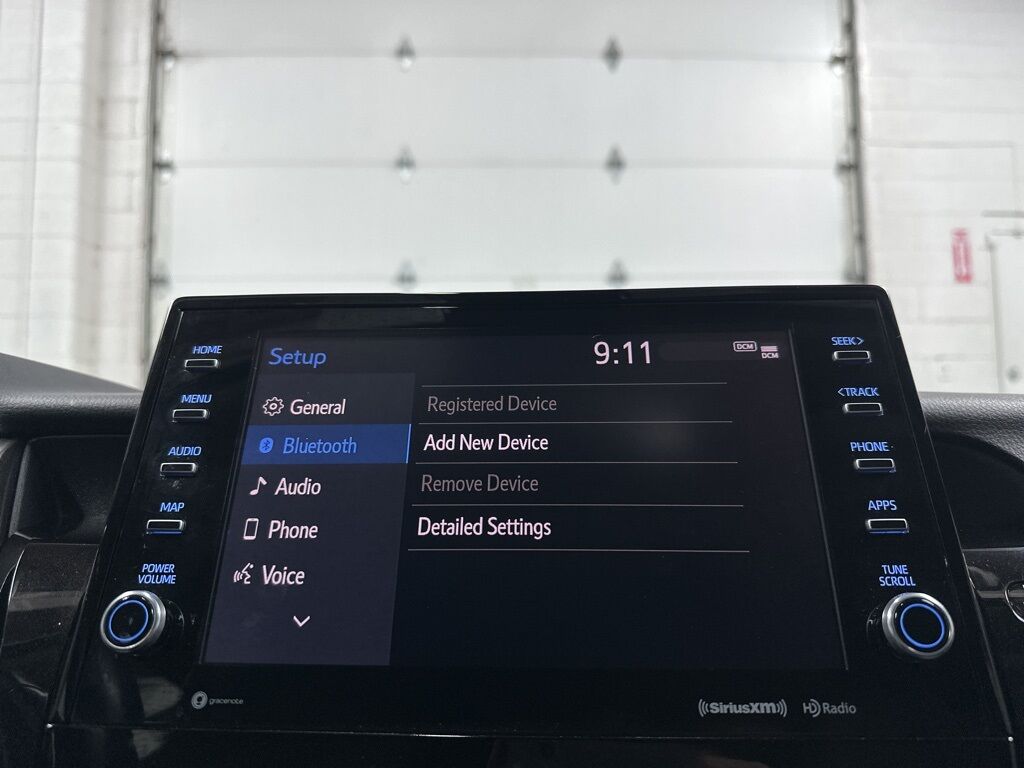 HOME
MENU
AUDIO
MAP
POWER
VOLUME
Setup
9:11
DCM
DCM
General
Bluetooth
Audio
Phone
Voice
Registered Device
Add New Device
Remove Device
Detailed Settings
SEEK>
<TRACK
PHONE
APPS
TUNE
SCROLL
gracenote
SiriusXM
HD Radio